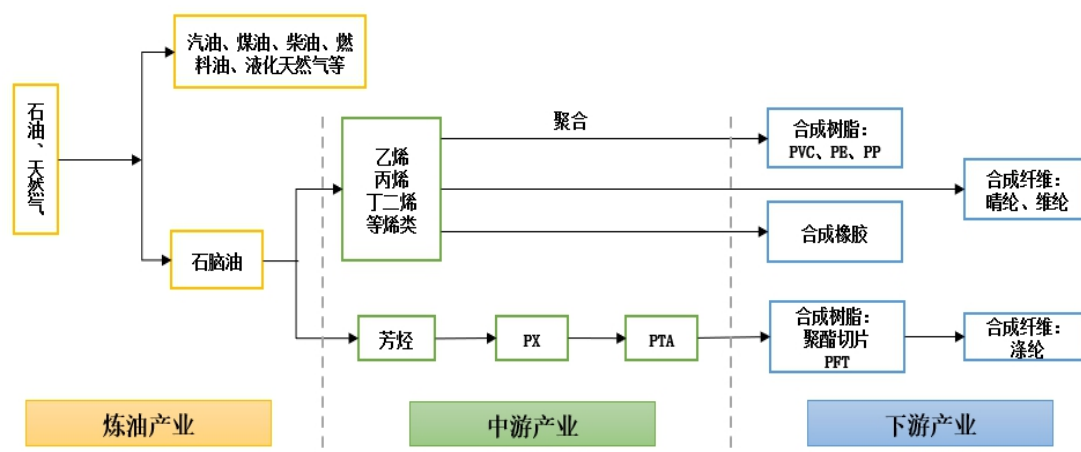 汽油、煤油、柴油、燃
料油、液化天然气等
石油、天然气
聚合
乙烯
丙烯
丁二烯
等烯类
合成树脂：
PVC、PE、PP
合成纤维：
晴纶、维纶
合成橡胶
石脑油
芳烃
PX
PTA
合成树脂：
聚酯切片
PFT
合成纤维：
涤纶
炼油产业
中游产业
下游产业